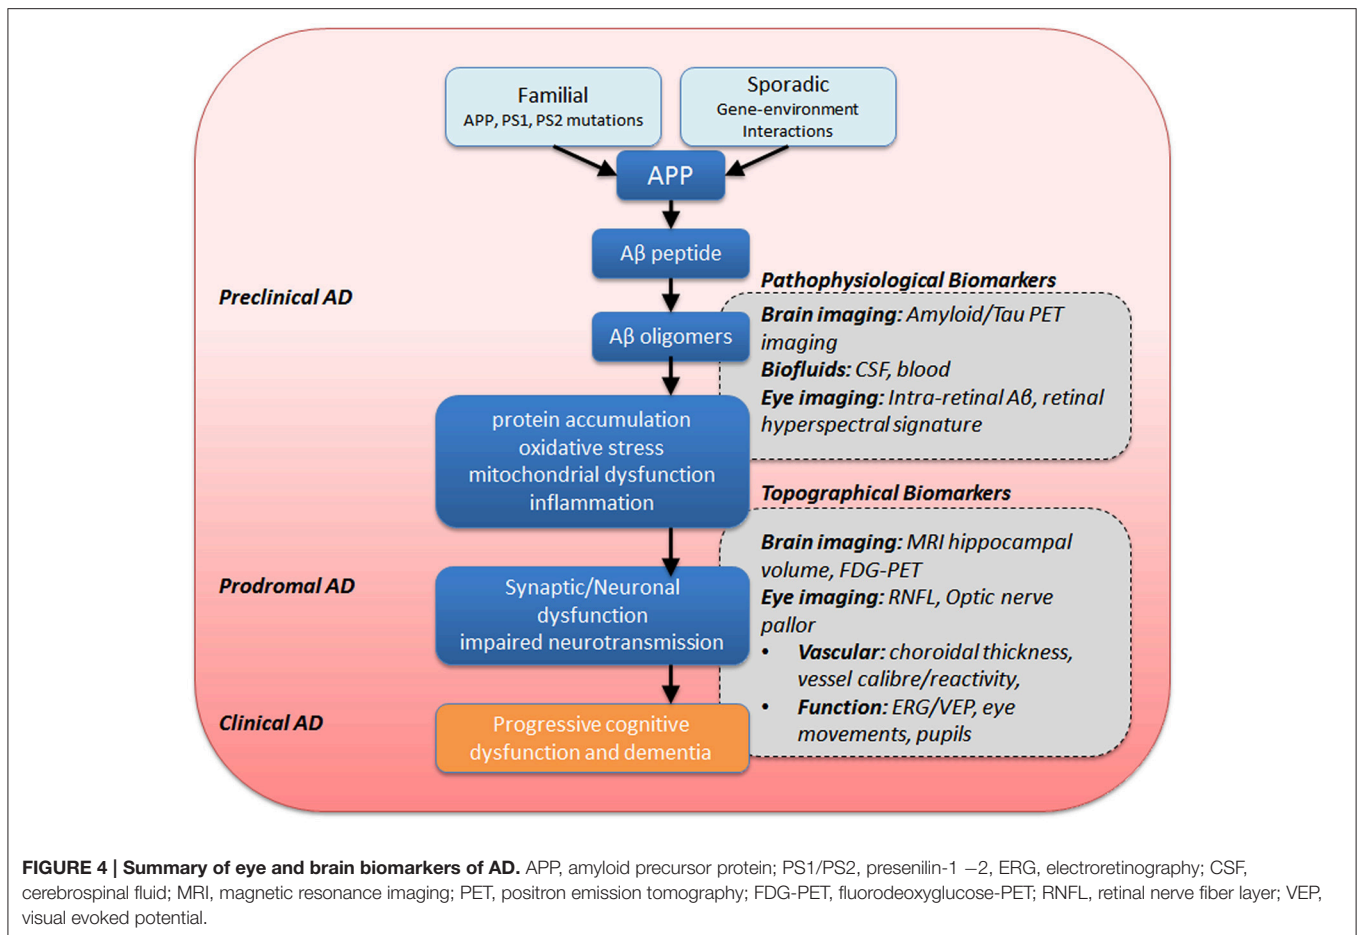 Familial
APP, PS1, PS2 mutations
Sporadic
Gene-environment
Interactions
APP
Aβ peptide
Preclinical AD
Aβ oligomers
Pathophysiological Biomarkers
Brain imaging: Amyloid/Tau PET
imaging
Biofluids: CSF, blood
Eye imaging: Intra-retinal Aβ, retinal
hyperspectral signature
protein accumulation
oxidative stress
mitochondrial dysfunction
inflammation
Topographical Biomarkers
Brain imaging: MRI hippocampal
volume, FDG-PET
Eye imaging: RNFL, Optic nerve
pallor
• Vascular: choroidal thickness,
vessel calibre/reactivity,
• Function: ERG/VEP, eye
movements, pupils
Prodromal AD
Synaptic/Neuronal
dysfunction
impaired neurotransmission
Clinical AD
Progressive cognitive
dysfunction and dementia
FIGURE 4 | Summary of eye and brain biomarkers of AD. APP, amyloid precursor protein; PS1/PS2, presenilin-1 −2, ERG, electroretinography; CSF,
cerebrospinal fluid; MRI, magnetic resonance imaging; PET, positron emission tomography; FDG-PET, fluorodeoxyglucose-PET; RNFL, retinal nerve fiber layer; VEP,
visual evoked potential.